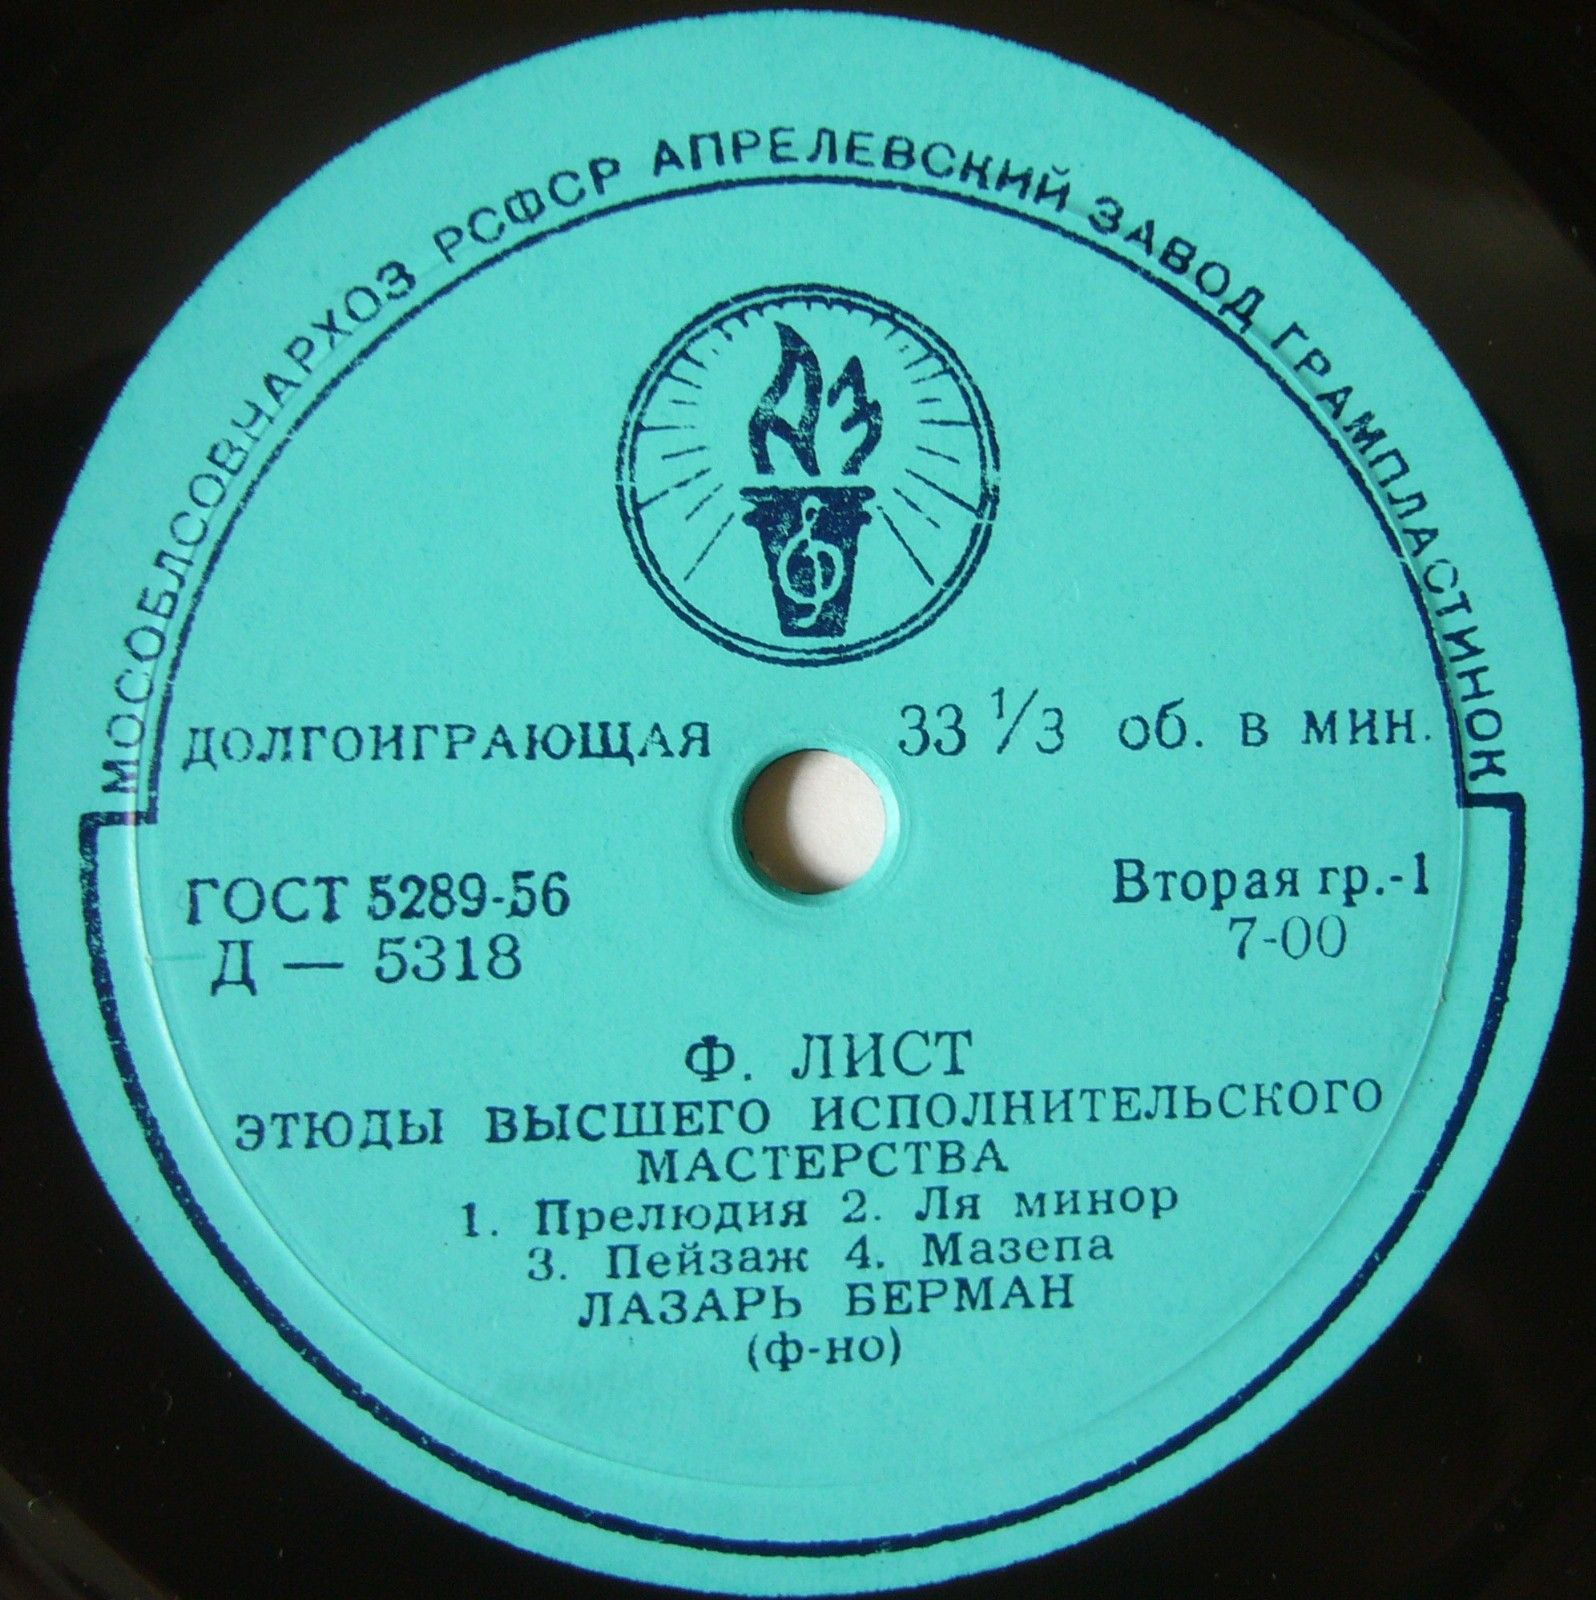 МОСОБЛСОВНАРХОЗ РСФСР АПРЕЛЕВСКИЙ ЗАВОД ГРАМПЛАСТИНОК
АЗ
ДОЛГОИГРАЮЩАЯ 33 1/3 об. в мин.
ГОСТ 5289-56 Вторая гр.-1
Д — 5318 7-00
Ф. ЛИСТ
ЭТЮДЫ ВЫСШЕГО ИСПОЛНИТЕЛЬСКОГО
МАСТЕРСТВА
1. Прелюдия 2. Ля минор
3. Пейзаж 4. Мазепа
ЛАЗАРЬ БЕРМАН
(ф-но)